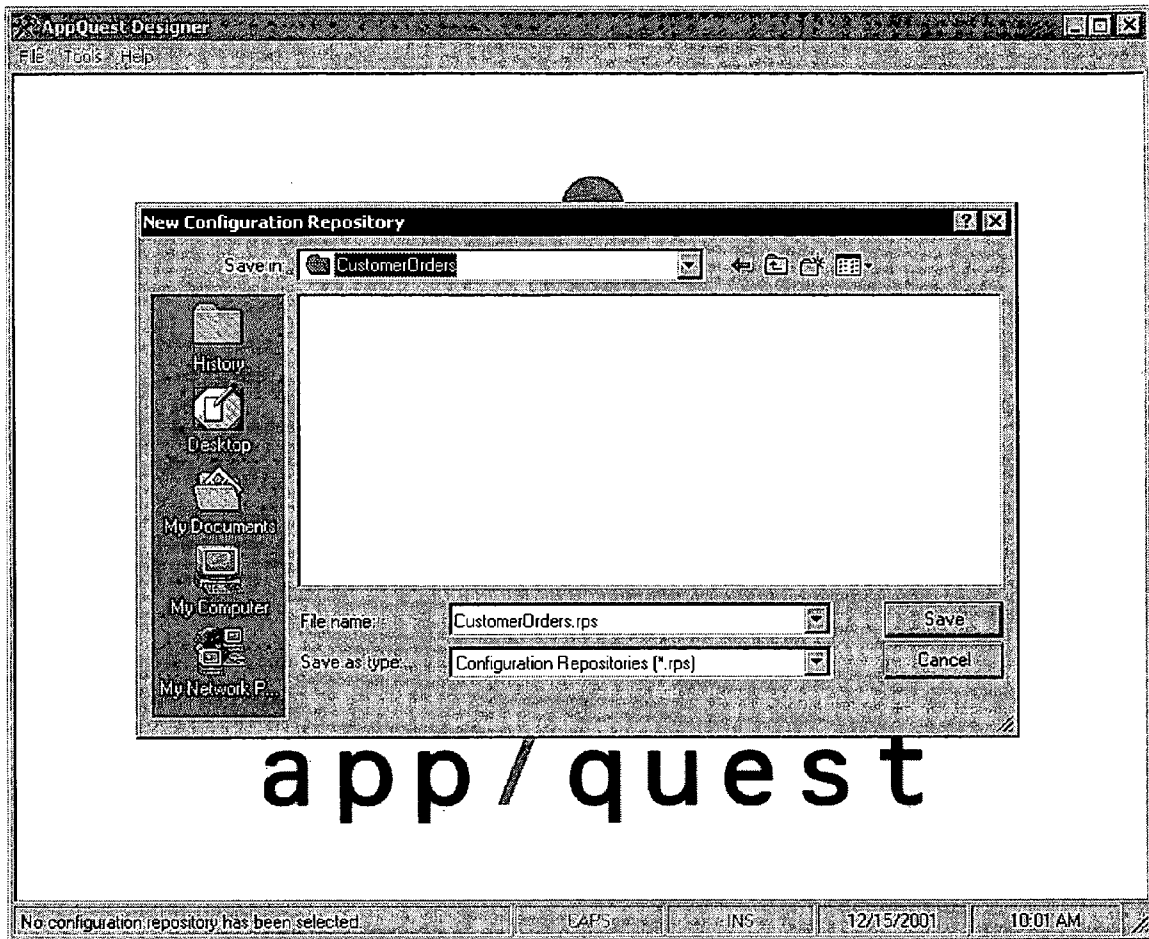 AppQuest Designer
File Tools Help
New Configuration Repository
Save in: CustomerOrders
History
Desktop
My Documents
My Computer
My Network P...
File name: CustomerOrders.rps
Save
Save as type: Configuration Repositories (*.rps)
Cancel
app/quest
No configuration repository has been selected. CAPS INS 12/15/2001 10:01 AM